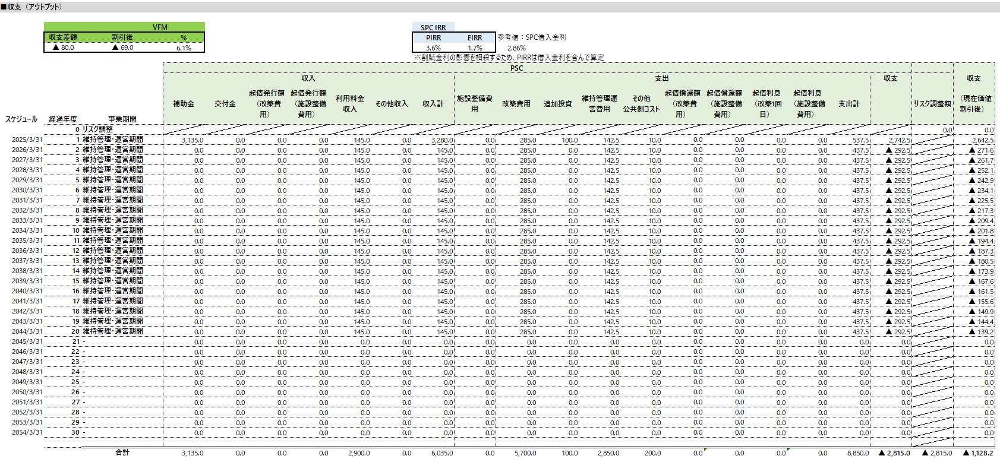 ■収支（アウトプット）
VFM
収支差額 割引後 %
▲ 80.0 ▲ 69.0 6.1%
SPC IRR
PIRR EIRR 参考値：SPC借入金利
3.6% 1.7% 2.86%
※割賦金利の影響を相殺するため、PIRRは借入金利を含んで算定
PSC
収入 支出 収支 収支
スケジュール 経過年度 事業期間 補助金 交付金 起債発行額（改築費用） 起債発行額（施設整備費用） 利用料金収入 その他収入 収入計 施設整備費用 改築費用 追加投資 維持管理運営費用 その他公共側コスト 起債償還額（改築費用） 起債償還額（施設整備費用） 起債利息（改築1回目） 起債利息（施設整備費用） 支出計 リスク調整額 （現在価値割引後）
0 リスク調整 0.0 0.0
2025/3/31 1 維持管理・運営期間 3,135.0 0.0 0.0 0.0 145.0 0.0 3,280.0 0.0 285.0 100.0 142.5 10.0 0.0 0.0 0.0 0.0 537.5 2,742.5 2,642.5
2026/3/31 2 維持管理・運営期間 0.0 0.0 0.0 0.0 145.0 0.0 145.0 0.0 285.0 0.0 142.5 10.0 0.0 0.0 0.0 0.0 437.5 ▲ 292.5 ▲ 271.6
2027/3/31 3 維持管理・運営期間 0.0 0.0 0.0 0.0 145.0 0.0 145.0 0.0 285.0 0.0 142.5 10.0 0.0 0.0 0.0 0.0 437.5 ▲ 292.5 ▲ 261.7
2028/3/31 4 維持管理・運営期間 0.0 0.0 0.0 0.0 145.0 0.0 145.0 0.0 285.0 0.0 142.5 10.0 0.0 0.0 0.0 0.0 437.5 ▲ 292.5 ▲ 252.1
2029/3/31 5 維持管理・運営期間 0.0 0.0 0.0 0.0 145.0 0.0 145.0 0.0 285.0 0.0 142.5 10.0 0.0 0.0 0.0 0.0 437.5 ▲ 292.5 ▲ 242.9
2030/3/31 6 維持管理・運営期間 0.0 0.0 0.0 0.0 145.0 0.0 145.0 0.0 285.0 0.0 142.5 10.0 0.0 0.0 0.0 0.0 437.5 ▲ 292.5 ▲ 234.1
2031/3/31 7 維持管理・運営期間 0.0 0.0 0.0 0.0 145.0 0.0 145.0 0.0 285.0 0.0 142.5 10.0 0.0 0.0 0.0 0.0 437.5 ▲ 292.5 ▲ 225.5
2032/3/31 8 維持管理・運営期間 0.0 0.0 0.0 0.0 145.0 0.0 145.0 0.0 285.0 0.0 142.5 10.0 0.0 0.0 0.0 0.0 437.5 ▲ 292.5 ▲ 217.3
2033/3/31 9 維持管理・運営期間 0.0 0.0 0.0 0.0 145.0 0.0 145.0 0.0 285.0 0.0 142.5 10.0 0.0 0.0 0.0 0.0 437.5 ▲ 292.5 ▲ 209.4
2034/3/31 10 維持管理・運営期間 0.0 0.0 0.0 0.0 145.0 0.0 145.0 0.0 285.0 0.0 142.5 10.0 0.0 0.0 0.0 0.0 437.5 ▲ 292.5 ▲ 201.8
2035/3/31 11 維持管理・運営期間 0.0 0.0 0.0 0.0 145.0 0.0 145.0 0.0 285.0 0.0 142.5 10.0 0.0 0.0 0.0 0.0 437.5 ▲ 292.5 ▲ 194.4
2036/3/31 12 維持管理・運営期間 0.0 0.0 0.0 0.0 145.0 0.0 145.0 0.0 285.0 0.0 142.5 10.0 0.0 0.0 0.0 0.0 437.5 ▲ 292.5 ▲ 187.3
2037/3/31 13 維持管理・運営期間 0.0 0.0 0.0 0.0 145.0 0.0 145.0 0.0 285.0 0.0 142.5 10.0 0.0 0.0 0.0 0.0 437.5 ▲ 292.5 ▲ 180.5
2038/3/31 14 維持管理・運営期間 0.0 0.0 0.0 0.0 145.0 0.0 145.0 0.0 285.0 0.0 142.5 10.0 0.0 0.0 0.0 0.0 437.5 ▲ 292.5 ▲ 173.9
2039/3/31 15 維持管理・運営期間 0.0 0.0 0.0 0.0 145.0 0.0 145.0 0.0 285.0 0.0 142.5 10.0 0.0 0.0 0.0 0.0 437.5 ▲ 292.5 ▲ 167.6
2040/3/31 16 維持管理・運営期間 0.0 0.0 0.0 0.0 145.0 0.0 145.0 0.0 285.0 0.0 142.5 10.0 0.0 0.0 0.0 0.0 437.5 ▲ 292.5 ▲ 161.5
2041/3/31 17 維持管理・運営期間 0.0 0.0 0.0 0.0 145.0 0.0 145.0 0.0 285.0 0.0 142.5 10.0 0.0 0.0 0.0 0.0 437.5 ▲ 292.5 ▲ 155.6
2042/3/31 18 維持管理・運営期間 0.0 0.0 0.0 0.0 145.0 0.0 145.0 0.0 285.0 0.0 142.5 10.0 0.0 0.0 0.0 0.0 437.5 ▲ 292.5 ▲ 149.9
2043/3/31 19 維持管理・運営期間 0.0 0.0 0.0 0.0 145.0 0.0 145.0 0.0 285.0 0.0 142.5 10.0 0.0 0.0 0.0 0.0 437.5 ▲ 292.5 ▲ 144.4
2044/3/31 20 維持管理・運営期間 0.0 0.0 0.0 0.0 145.0 0.0 145.0 0.0 285.0 0.0 142.5 10.0 0.0 0.0 0.0 0.0 437.5 ▲ 292.5 ▲ 139.2
2045/3/31 21 - 0.0 0.0 0.0 0.0 0.0 0.0 0.0 0.0 0.0 0.0 0.0 0.0 0.0 0.0 0.0 0.0 0.0 0.0 0.0
2046/3/31 22 - 0.0 0.0 0.0 0.0 0.0 0.0 0.0 0.0 0.0 0.0 0.0 0.0 0.0 0.0 0.0 0.0 0.0 0.0 0.0
2047/3/31 23 - 0.0 0.0 0.0 0.0 0.0 0.0 0.0 0.0 0.0 0.0 0.0 0.0 0.0 0.0 0.0 0.0 0.0 0.0 0.0
2048/3/31 24 - 0.0 0.0 0.0 0.0 0.0 0.0 0.0 0.0 0.0 0.0 0.0 0.0 0.0 0.0 0.0 0.0 0.0 0.0 0.0
2049/3/31 25 - 0.0 0.0 0.0 0.0 0.0 0.0 0.0 0.0 0.0 0.0 0.0 0.0 0.0 0.0 0.0 0.0 0.0 0.0 0.0
2050/3/31 26 - 0.0 0.0 0.0 0.0 0.0 0.0 0.0 0.0 0.0 0.0 0.0 0.0 0.0 0.0 0.0 0.0 0.0 0.0 0.0
2051/3/31 27 - 0.0 0.0 0.0 0.0 0.0 0.0 0.0 0.0 0.0 0.0 0.0 0.0 0.0 0.0 0.0 0.0 0.0 0.0 0.0
2052/3/31 28 - 0.0 0.0 0.0 0.0 0.0 0.0 0.0 0.0 0.0 0.0 0.0 0.0 0.0 0.0 0.0 0.0 0.0 0.0 0.0
2053/3/31 29 - 0.0 0.0 0.0 0.0 0.0 0.0 0.0 0.0 0.0 0.0 0.0 0.0 0.0 0.0 0.0 0.0 0.0 0.0 0.0
2054/3/31 30 - 0.0 0.0 0.0 0.0 0.0 0.0 0.0 0.0 0.0 0.0 0.0 0.0 0.0 0.0 0.0 0.0 0.0 0.0 0.0
合計 3,135.0 0.0 0.0 0.0 2,900.0 0.0 6,035.0 0.0 5,700.0 100.0 2,850.0 200.0 0.0 0.0 0.0 0.0 8,850.0 ▲ 2,815.0 ▲ 2,815.0 ▲ 1,128.2